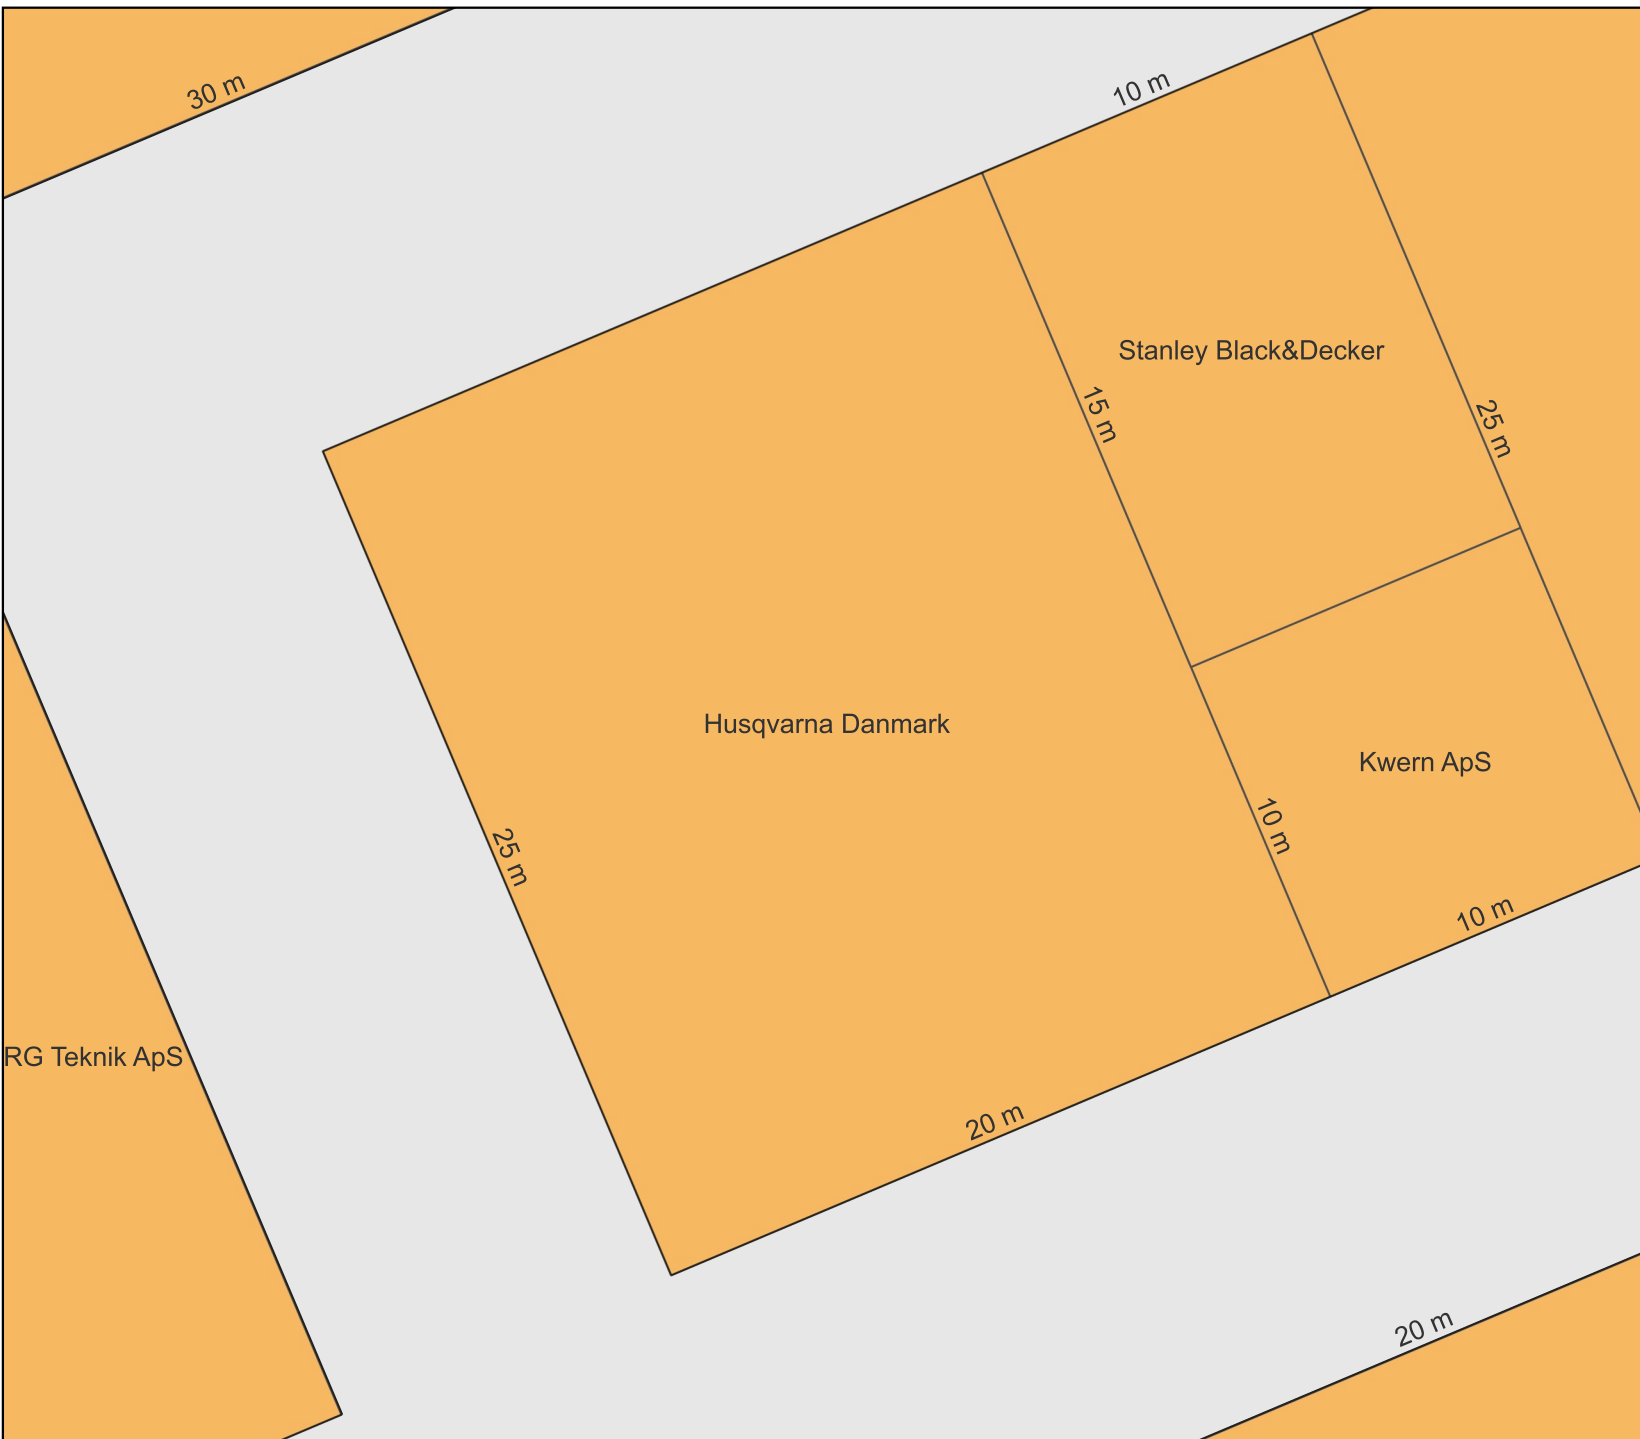 30 m
10 m
Stanley Black&Decker
15 m
25 m
Husqvarna Danmark
Kwern ApS
10 m
25 m
10 m
RG Teknik ApS
20 m
20 m